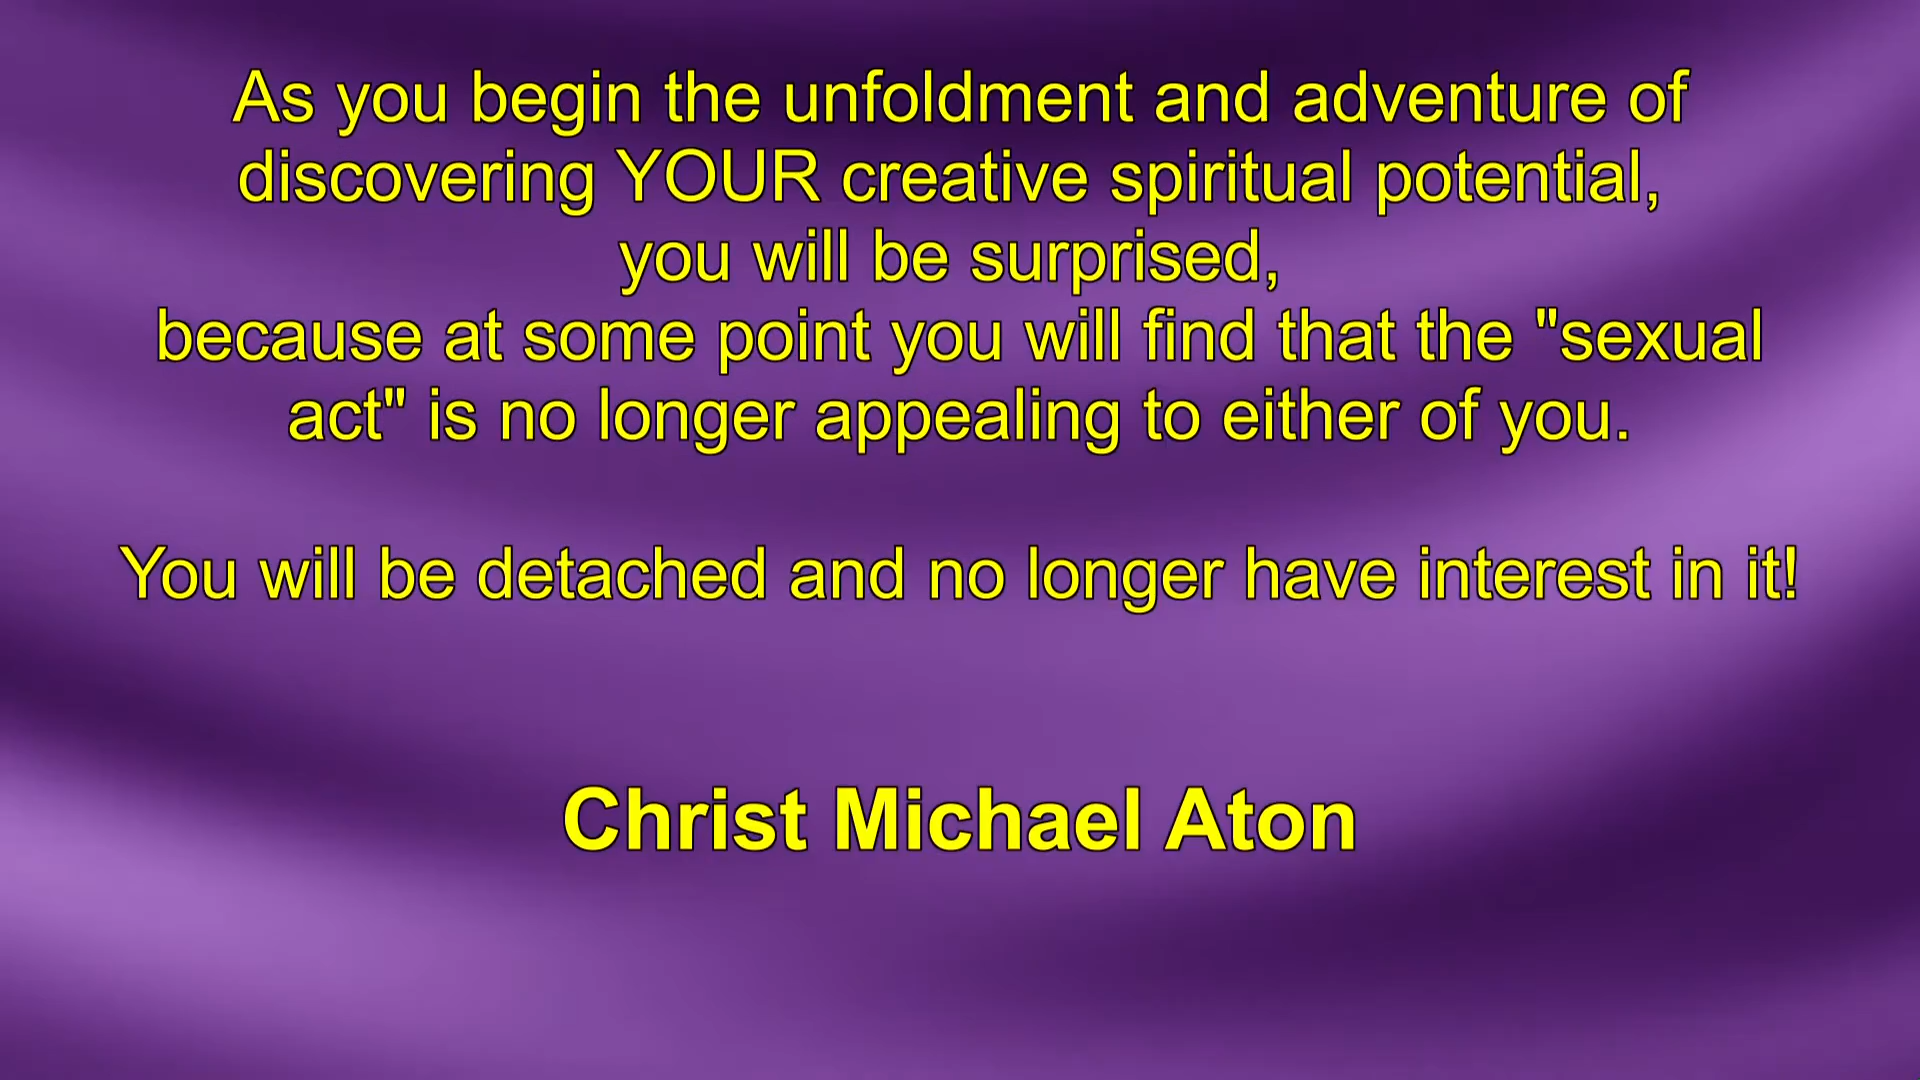 As you begin the unfoldment and adventure of
discovering YOUR creative spiritual potential,
you will be surprised,
because at some point you will find that the "sexual
act" is no longer appealing to either of you.
You will be detached and no longer have interest in it!
Christ Michael Aton